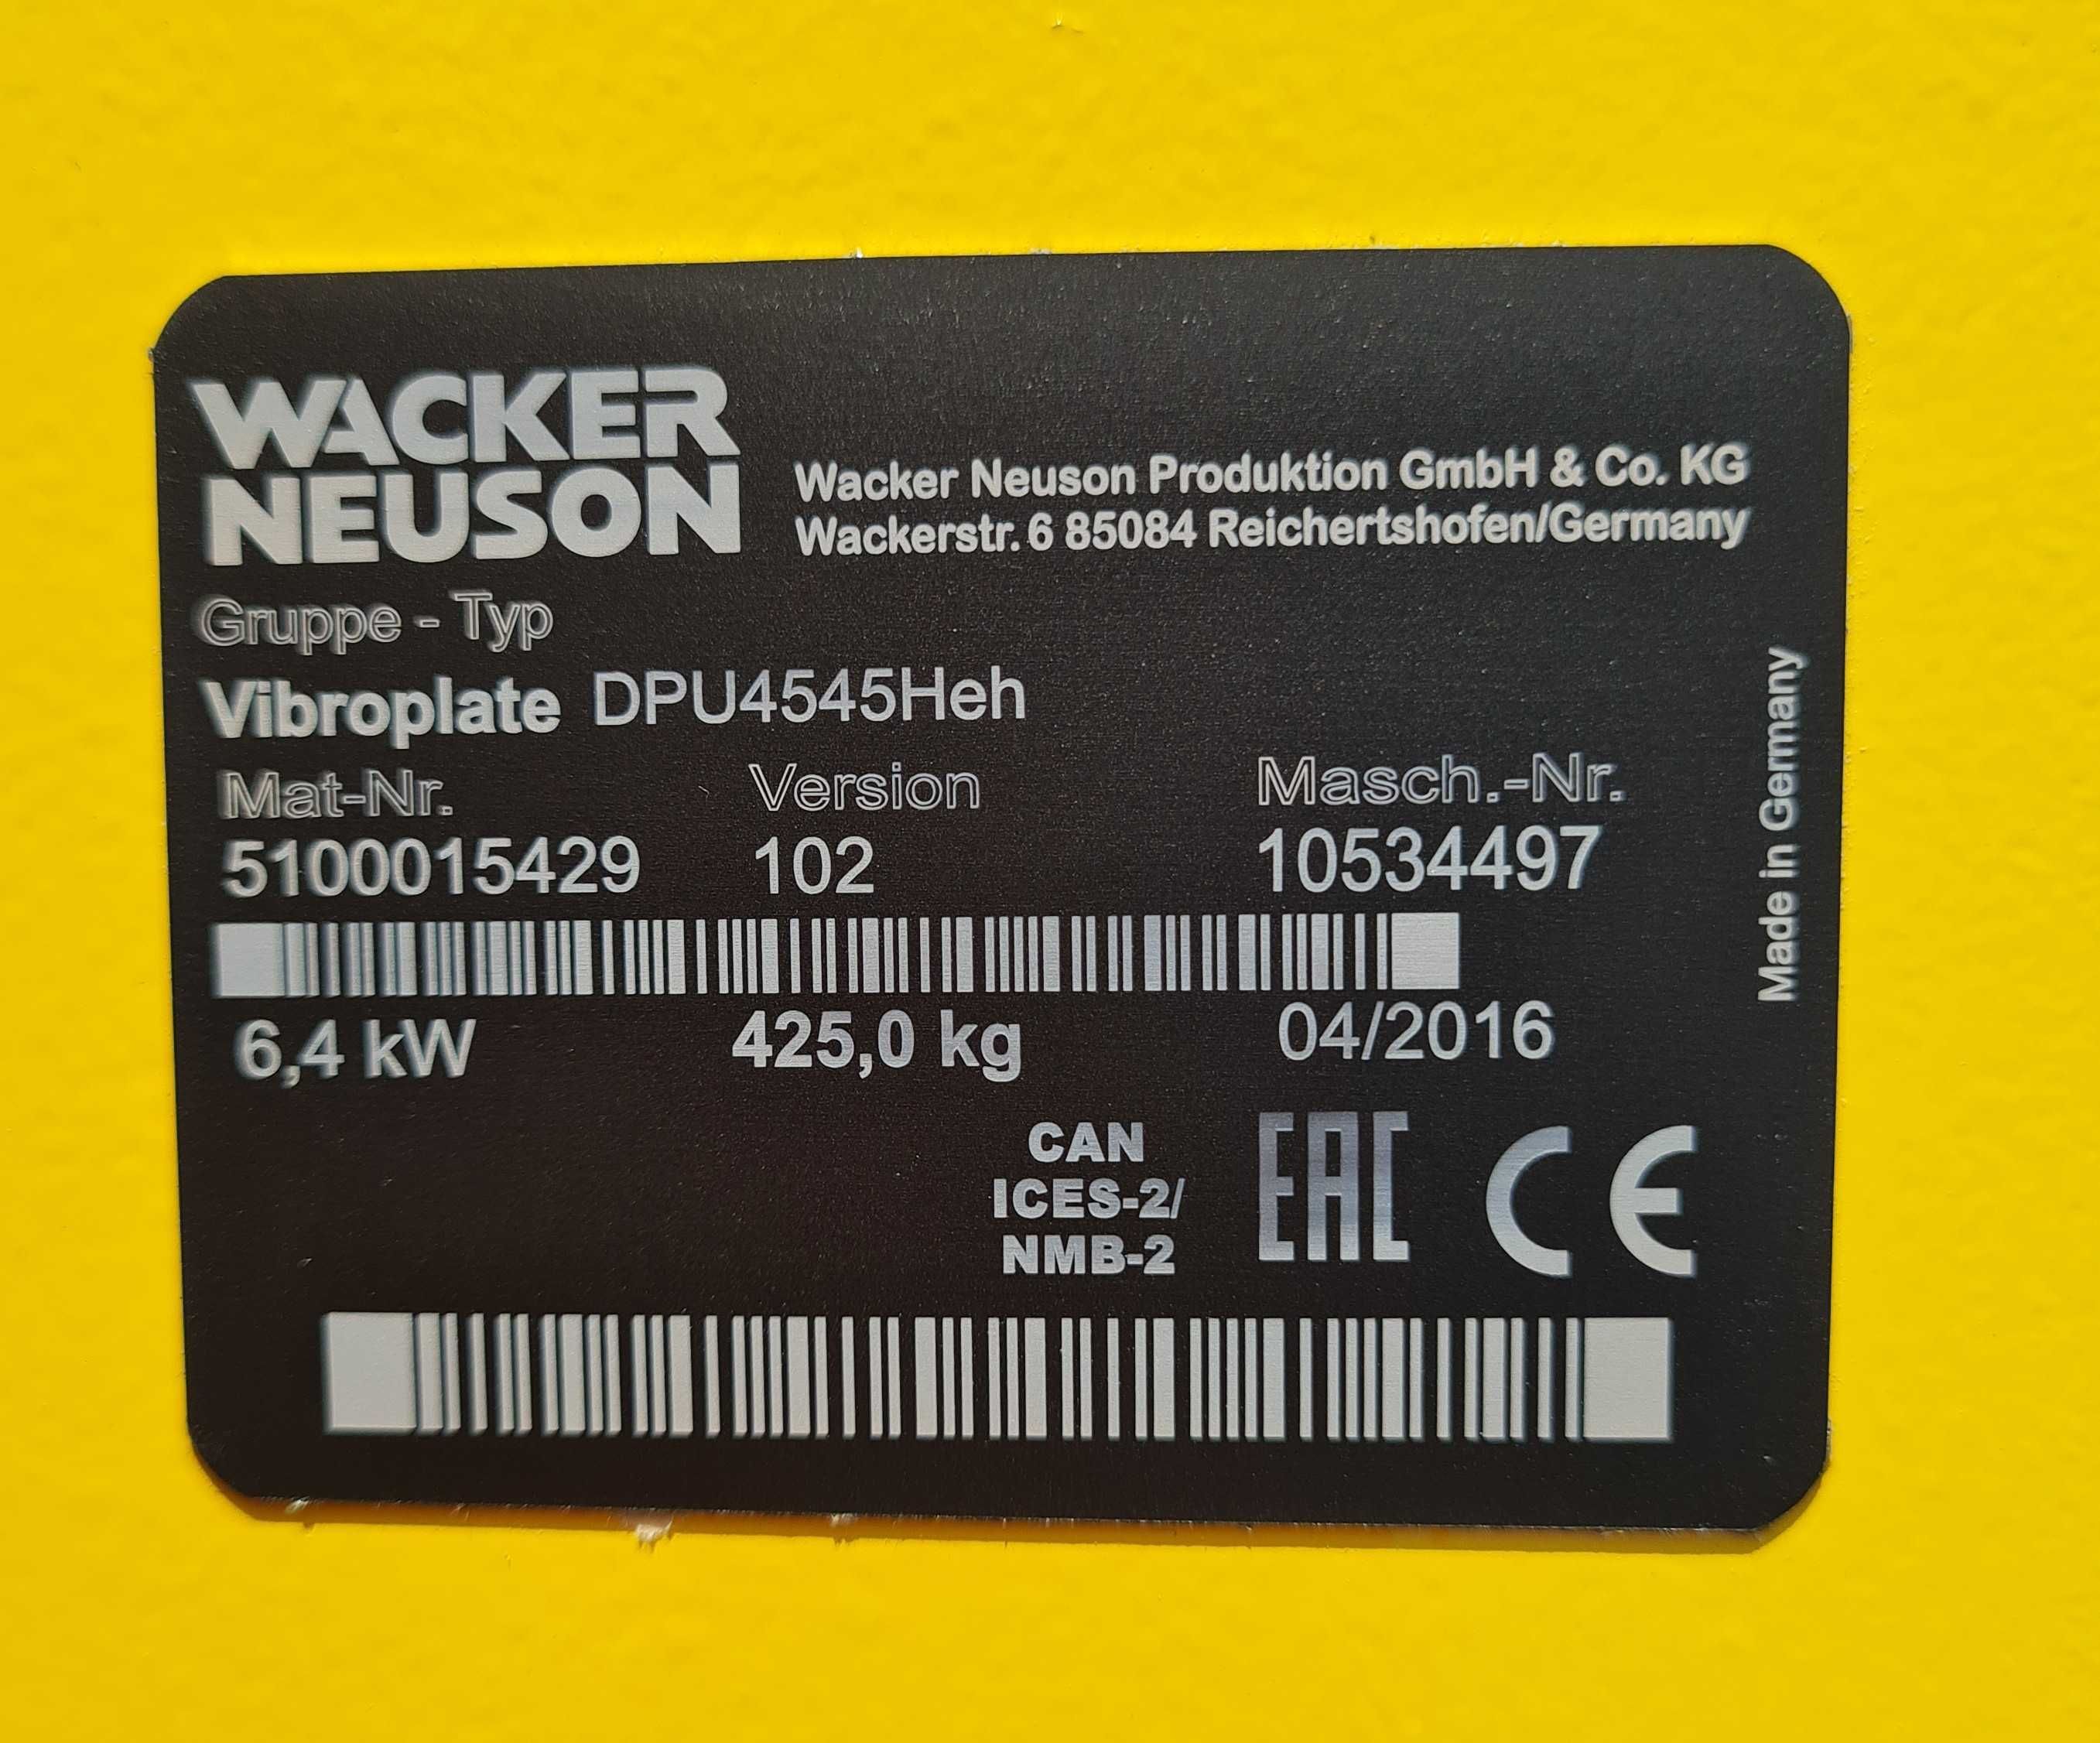 WACKER
NEUSON
Wacker Neuson Produktion GmbH & Co. KG
Wackerstr. 6 85084 Reichertshofen/Germany
Gruppe - Typ
Vibroplate DPU4545Heh
Mat-Nr. Version Masch.-Nr.
5100015429 102 10534497
6,4 kW 425,0 kg 04/2016
CAN
ICES-2/
NMB-2
EAC CE
Made in Germany